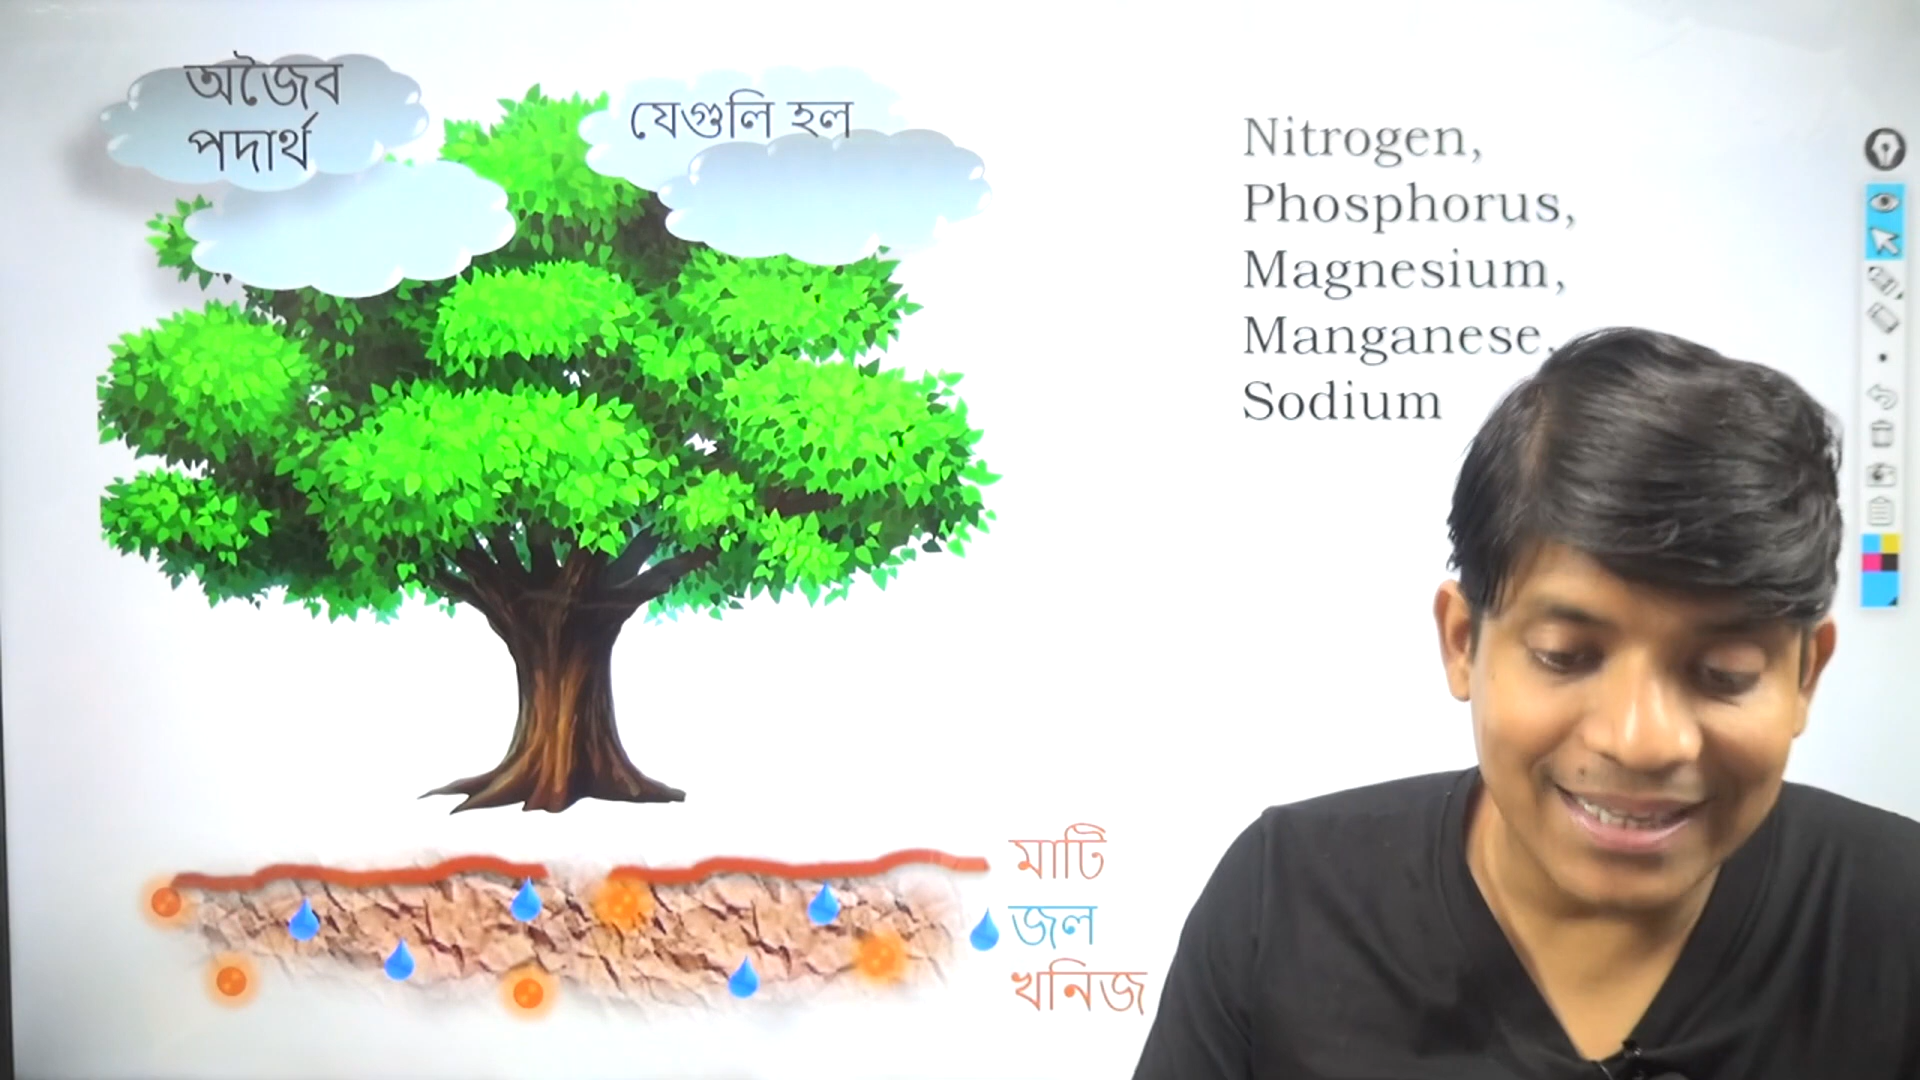 অজৈব
পদার্থ
যেগুলি হল
Nitrogen,
Phosphorus,
Magnesium,
Manganese,
Sodium
মাটি
জল
খনিজ